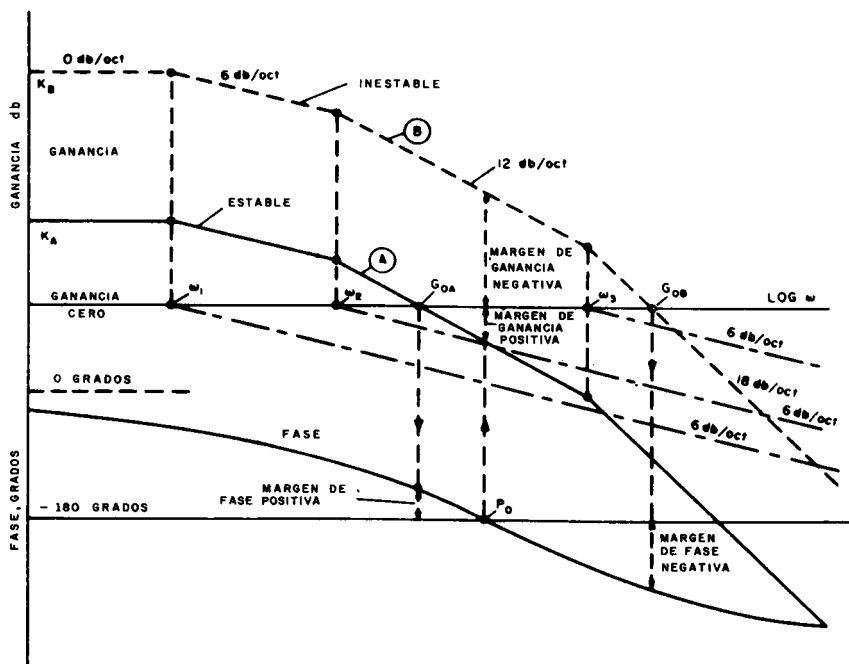 0 db/oct
6 db/oct
K_B
INESTABLE
B
GANANCIA db
GANANCIA
12 db/oct
ESTABLE
K_A
A
MARGEN DE
GANANCIA
NEGATIVA
ω₁
ω₂
G_OA
ω₃
G_OB
LOG ω
GANANCIA
CERO
MARGEN DE
GANANCIA
POSITIVA
6 db/oct
0 GRADOS
18 db/oct
6 db/oct
6 db/oct
FASE
FASE, GRADOS
MARGEN DE
FASE POSITIVA
- 180 GRADOS
P_O
MARGEN
DE FASE
NEGATIVA